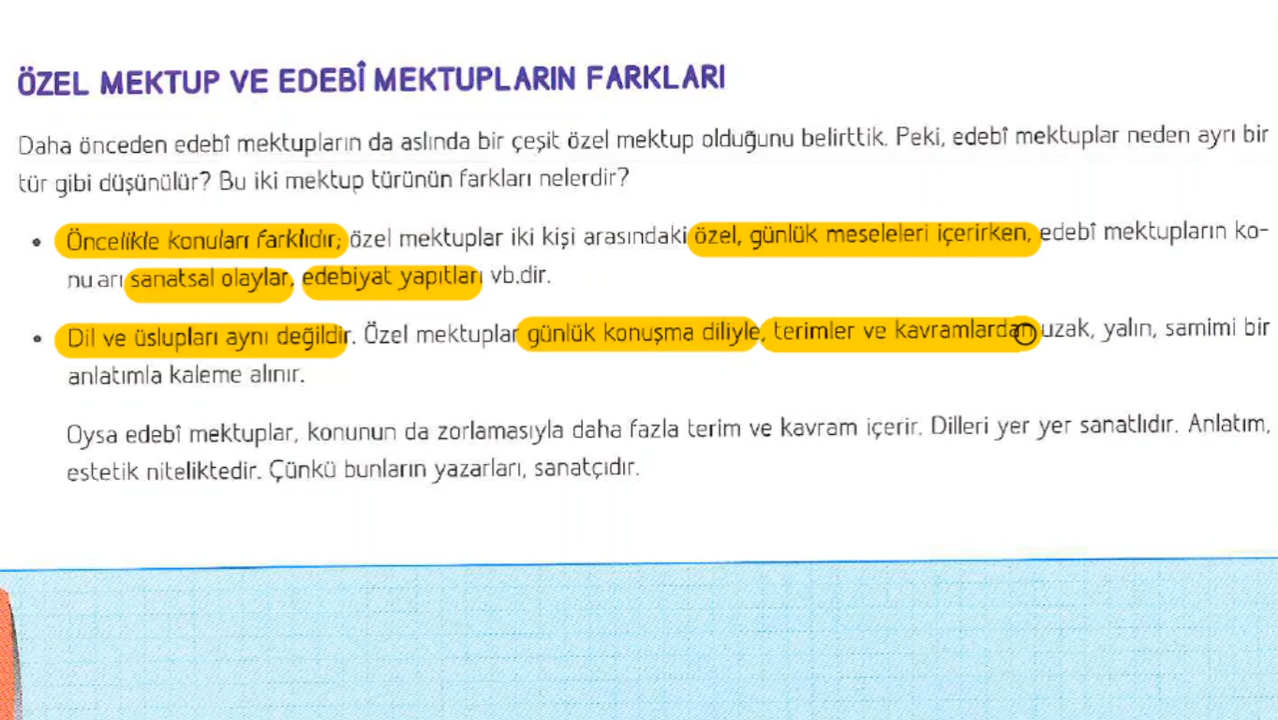 ÖZEL MEKTUP VE EDEBÎ MEKTUPLARIN FARKLARI
Daha önceden edebî mektupların da aslında bir çeşit özel mektup olduğunu belirttik. Peki, edebî mektuplar neden ayrı bir
tür gibi düşünülür? Bu iki mektup türünün farkları nelerdir?
• Öncelikle konuları farklıdır; özel mektuplar iki kişi arasındaki özel, günlük meseleleri içerirken, edebî mektupların ko-
nuları sanatsal olaylar, edebiyat yapıtları vb.dir.
• Dil ve üslupları aynı değildir. Özel mektuplar günlük konuşma diliyle, terimler ve kavramlardan uzak, yalın, samimi bir
anlatımla kaleme alınır.
Oysa edebî mektuplar, konunun da zorlamasıyla daha fazla terim ve kavram içerir. Dilleri yer yer sanatlıdır. Anlatım,
estetik niteliktedir. Çünkü bunların yazarları, sanatçıdır.